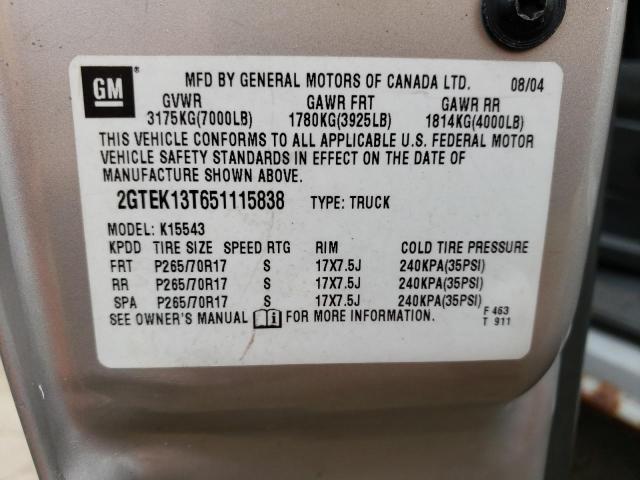 GM ® MFD BY GENERAL MOTORS OF CANADA LTD. 08/04
GVWR GAWR FRT GAWR RR
3175KG(7000LB) 1780KG(3925LB) 1814KG(4000LB)
THIS VEHICLE CONFORMS TO ALL APPLICABLE U.S. FEDERAL MOTOR
VEHICLE SAFETY STANDARDS IN EFFECT ON THE DATE OF
MANUFACTURE SHOWN ABOVE.
2GTEK13T651115838 TYPE: TRUCK
MODEL: K15543
KPDD TIRE SIZE SPEED RTG RIM COLD TIRE PRESSURE
FRT P265/70R17 S 17X7.5J 240KPA(35PSI)
RR P265/70R17 S 17X7.5J 240KPA(35PSI)
SPA P265/70R17 S 17X7.5J 240KPA(35PSI)
SEE OWNER'S MANUAL FOR MORE INFORMATION. F 463
T 911